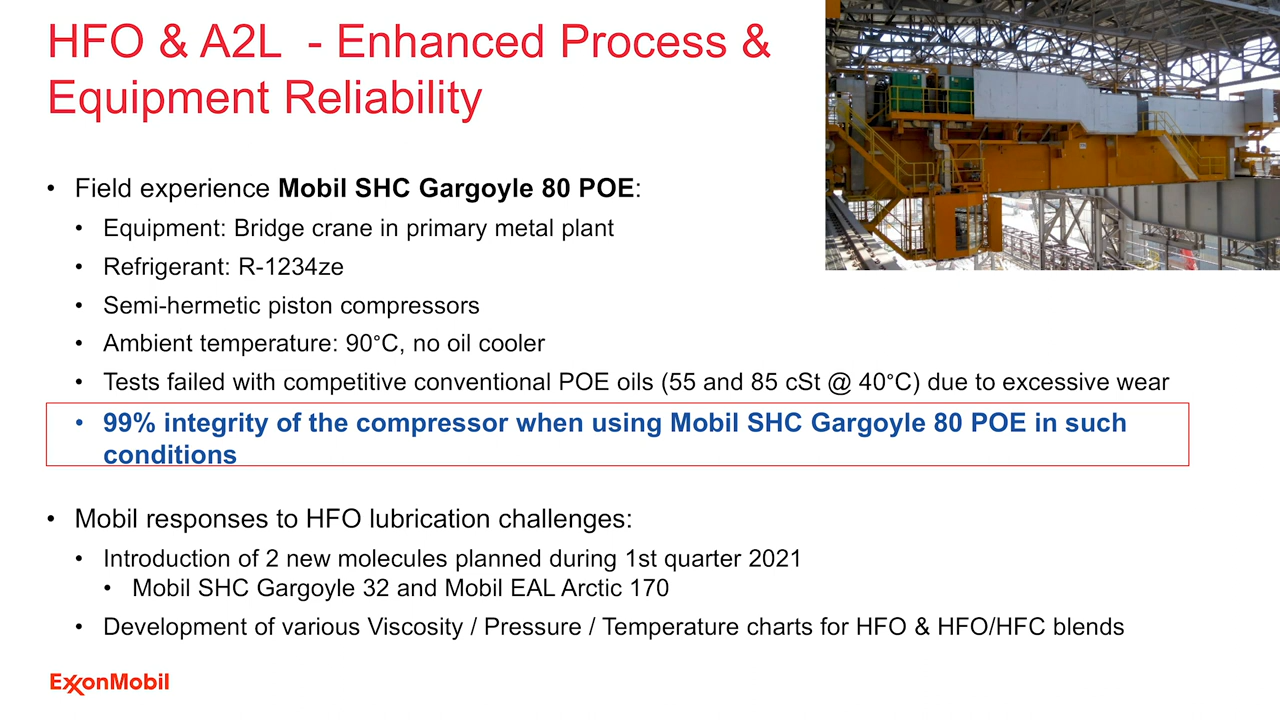 HFO & A2L - Enhanced Process &
Equipment Reliability
• Field experience Mobil SHC Gargoyle 80 POE:
• Equipment: Bridge crane in primary metal plant
• Refrigerant: R-1234ze
• Semi-hermetic piston compressors
• Ambient temperature: 90°C, no oil cooler
• Tests failed with competitive conventional POE oils (55 and 85 cSt @ 40°C) due to excessive wear
• 99% integrity of the compressor when using Mobil SHC Gargoyle 80 POE in such
conditions
• Mobil responses to HFO lubrication challenges:
• Introduction of 2 new molecules planned during 1st quarter 2021
• Mobil SHC Gargoyle 32 and Mobil EAL Arctic 170
• Development of various Viscosity / Pressure / Temperature charts for HFO & HFO/HFC blends
ExxonMobil